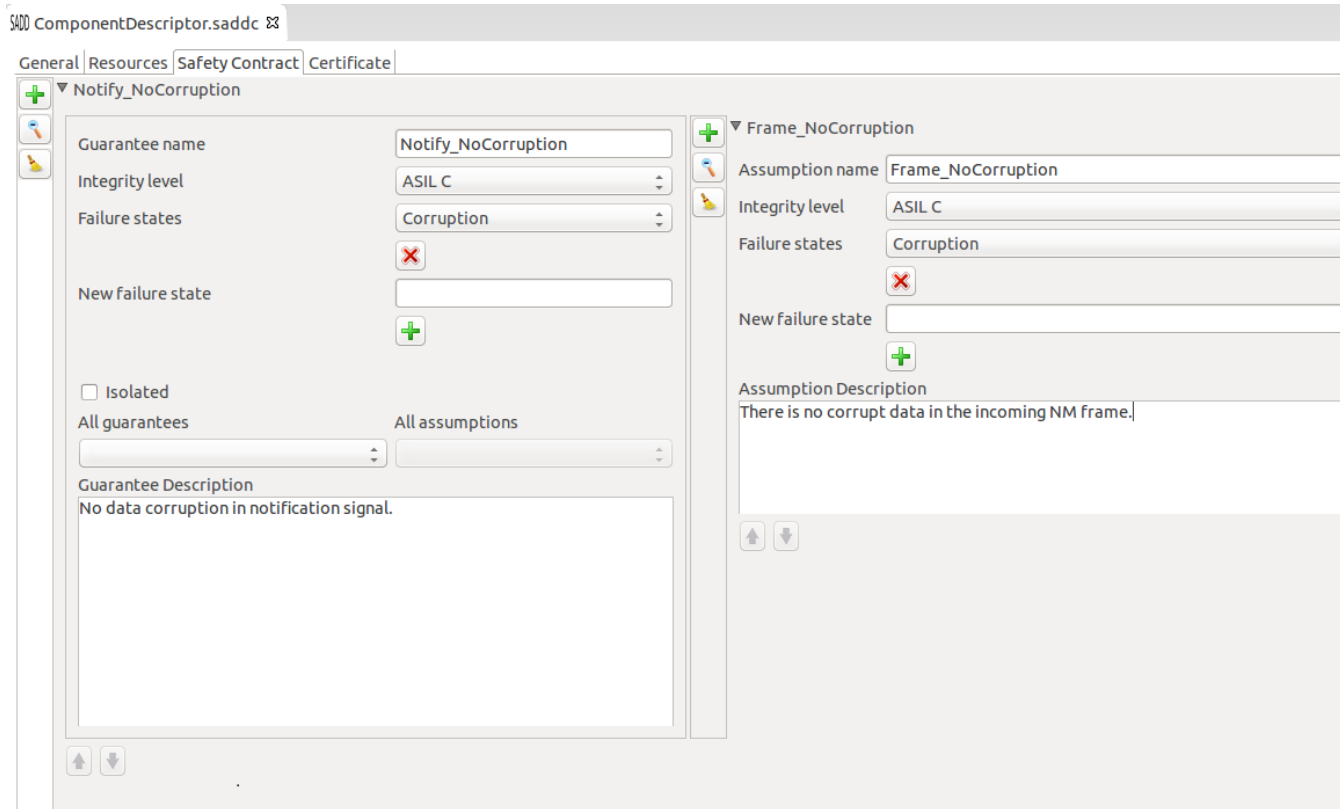 SADD ComponentDescriptor.saddc
General Resources Safety Contract Certificate
Notify_NoCorruption
Guarantee name Notify_NoCorruption
Integrity level ASIL C
Failure states Corruption
New failure state
Isolated
All guarantees All assumptions
Guarantee Description
No data corruption in notification signal.
Frame_NoCorruption
Assumption name Frame_NoCorruption
Integrity level ASIL C
Failure states Corruption
New failure state
Assumption Description
There is no corrupt data in the incoming NM frame.